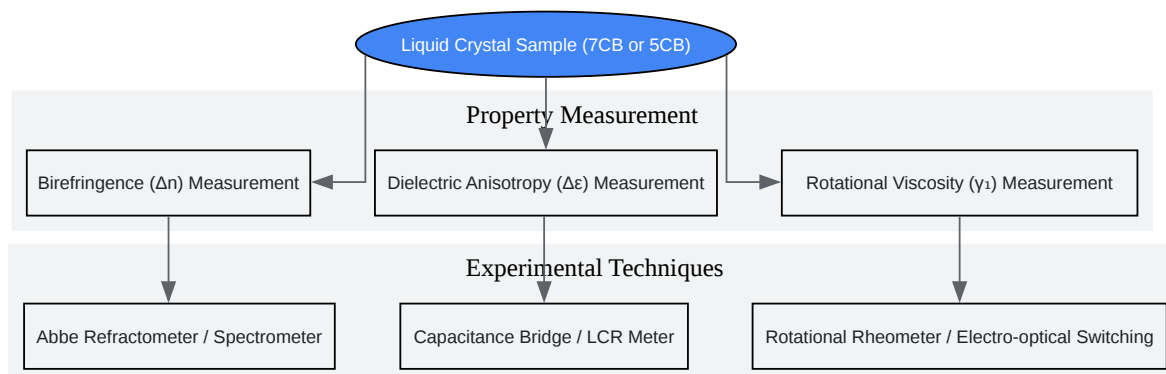 Liquid Crystal Sample (7CB or 5CB)
Property Measurement
Birefringence (Δn) Measurement
Dielectric Anisotropy (Δε) Measurement
Rotational Viscosity (γ₁) Measurement
Experimental Techniques
Abbe Refractometer / Spectrometer
Capacitance Bridge / LCR Meter
Rotational Rheometer / Electro-optical Switching